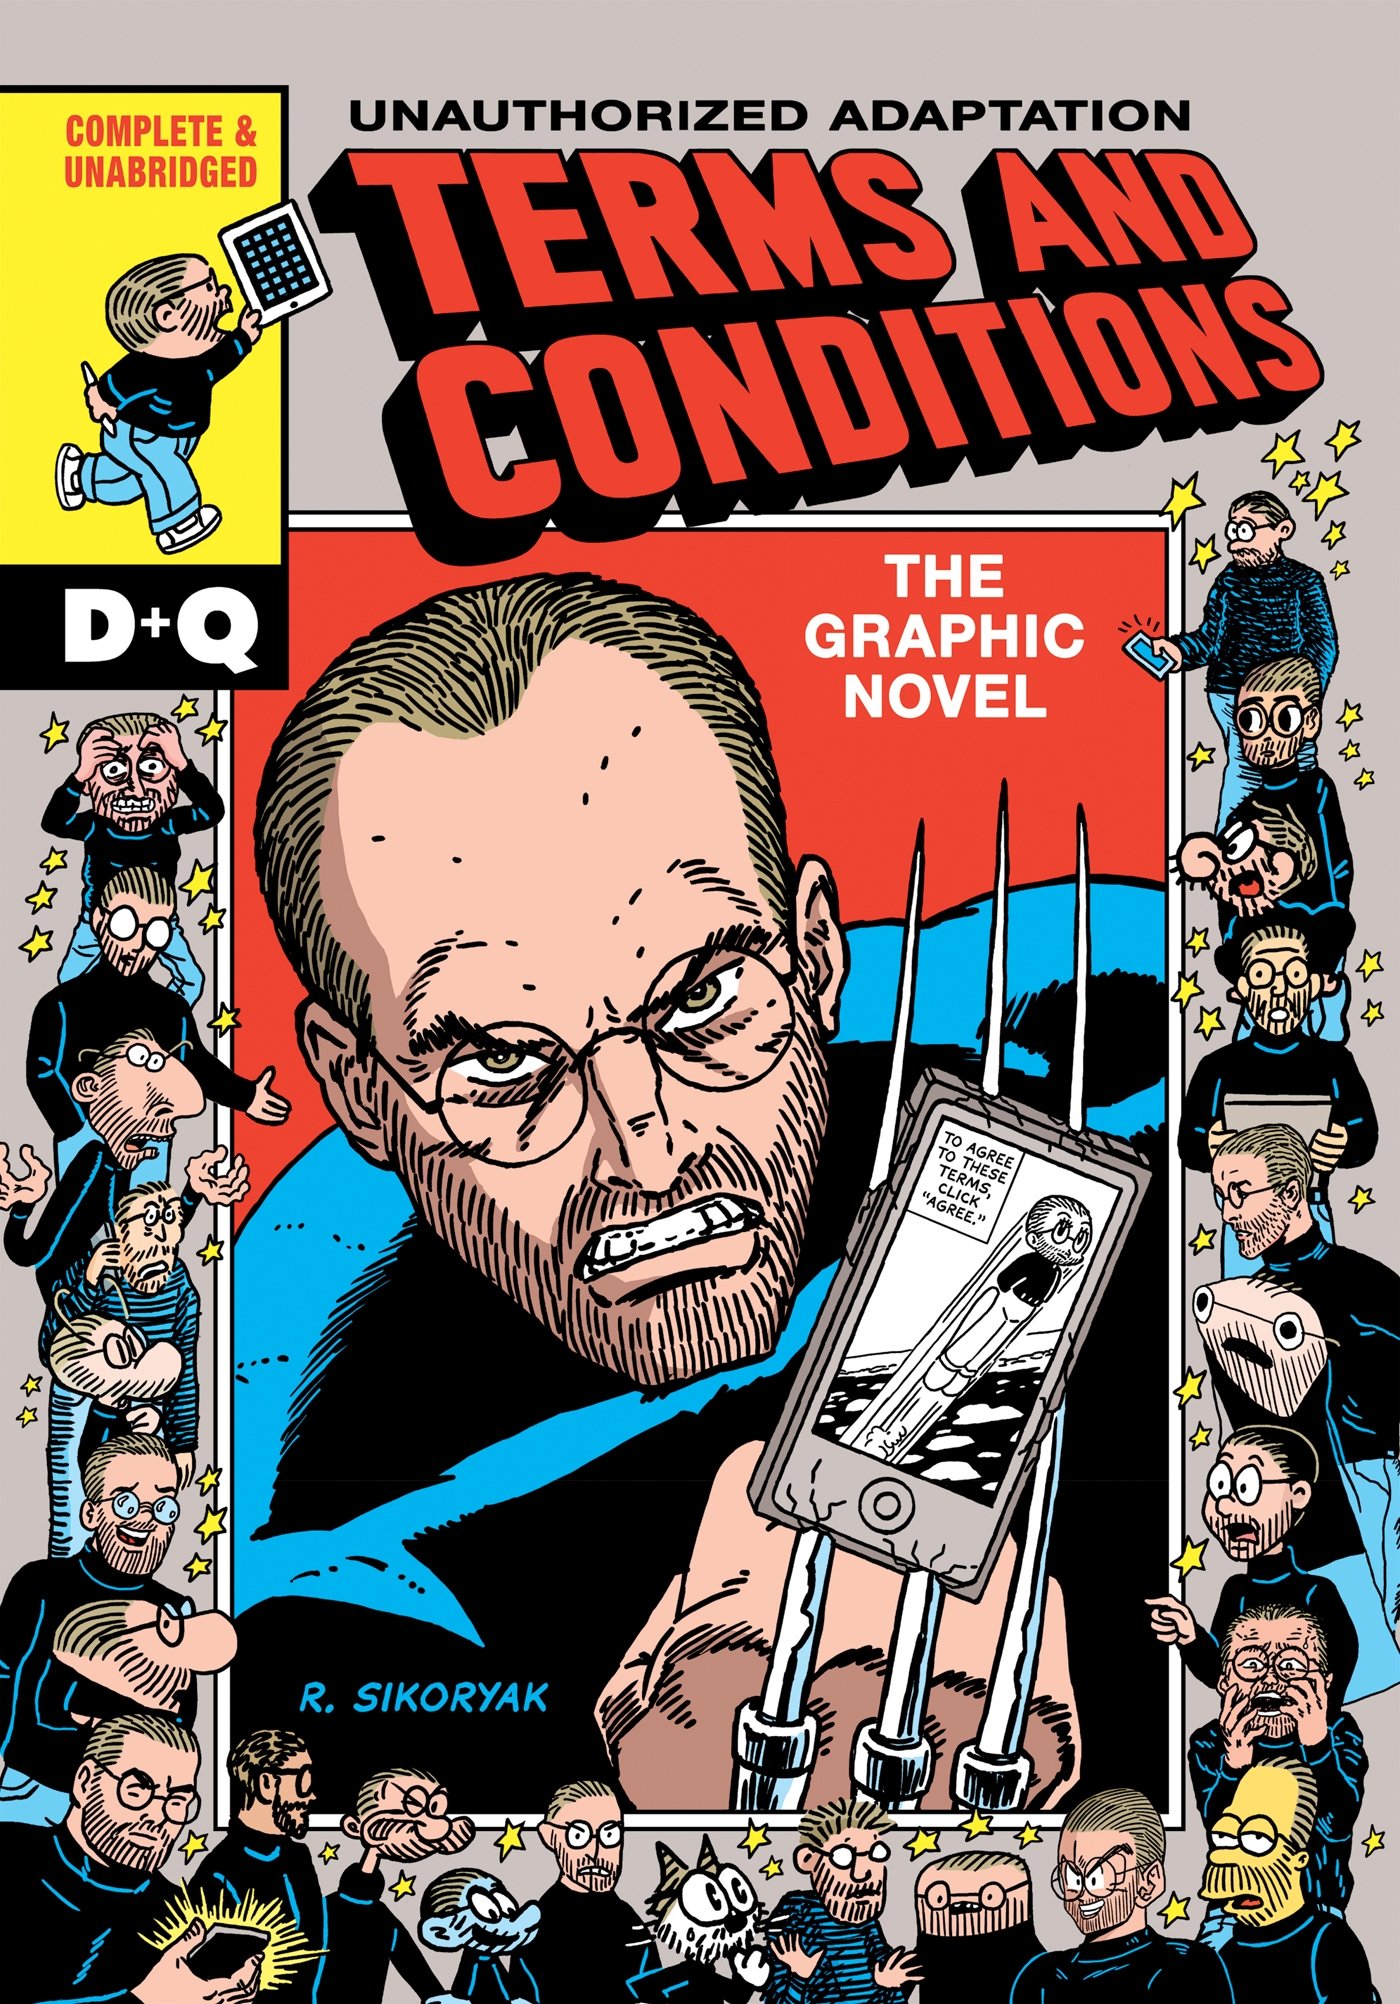 COMPLETE &
UNABRIDGED
UNAUTHORIZED ADAPTATION
TERMS AND
CONDITIONS
D+Q
THE
GRAPHIC
NOVEL
TO AGREE
TO THESE
TERMS,
CLICK
"AGREE."
R. SIKORYAK